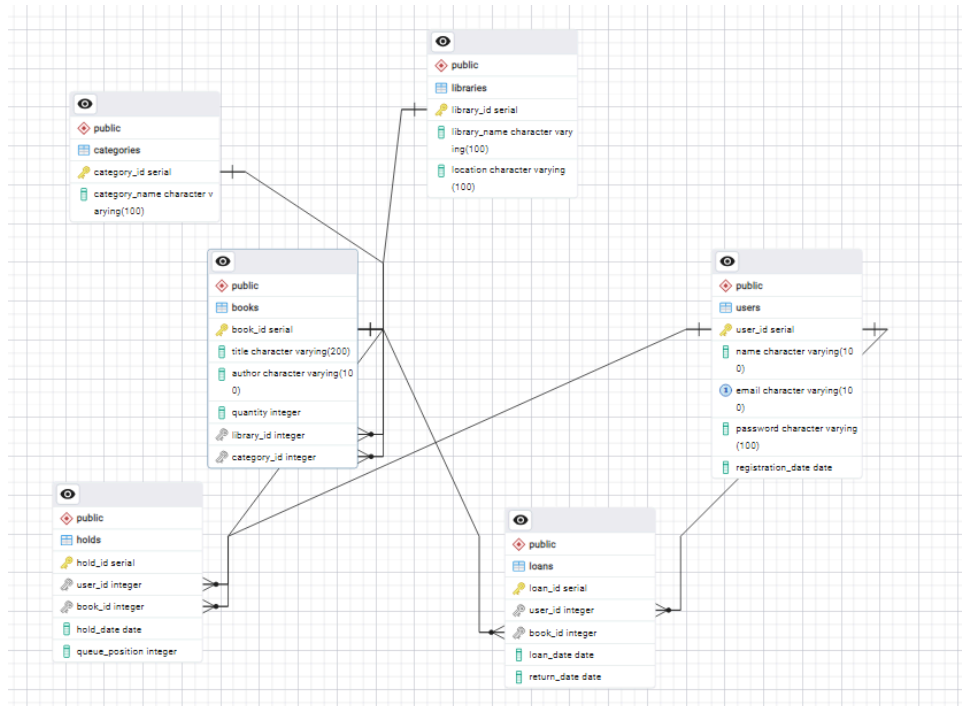 public
libraries
library_id serial
library_name character vary
ing(100)
location character varying
(100)
public
categories
category_id serial
category_name character v
arying(100)
public
books
book_id serial
title character varying(200)
author character varying(10
0)
quantity integer
library_id integer
category_id integer
public
users
user_id serial
name character varying(10
0)
email character varying(10
0)
password character varying
(100)
registration_date date
public
holds
hold_id serial
user_id integer
book_id integer
hold_date date
queue_position integer
public
loans
loan_id serial
user_id integer
book_id integer
loan_date date
return_date date